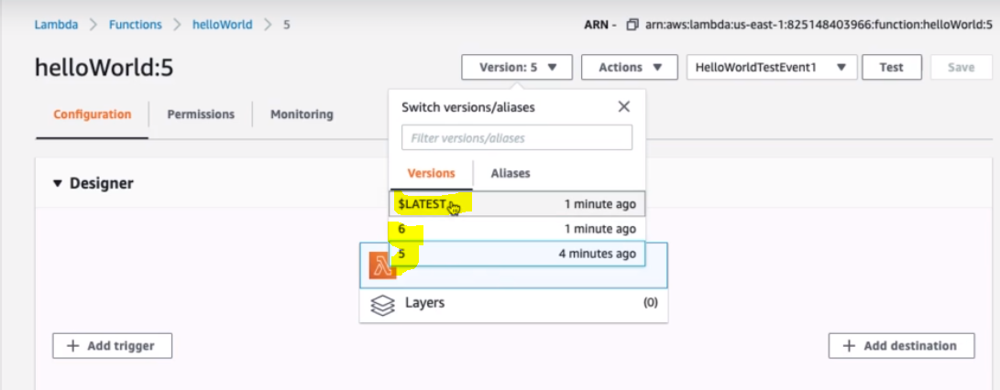 Lambda > Functions > helloWorld > 5
ARN - arn:aws:lambda:us-east-1:825148403966:function:helloWorld:5
helloWorld:5
Version: 5
Actions
HelloWorldTestEvent1
Test
Save
Configuration
Permissions
Monitoring
Switch versions/aliases
Filter versions/aliases
Versions
Aliases
Designer
$LATEST 1 minute ago
6 1 minute ago
5 4 minutes ago
Layers (0)
+ Add trigger
+ Add destination